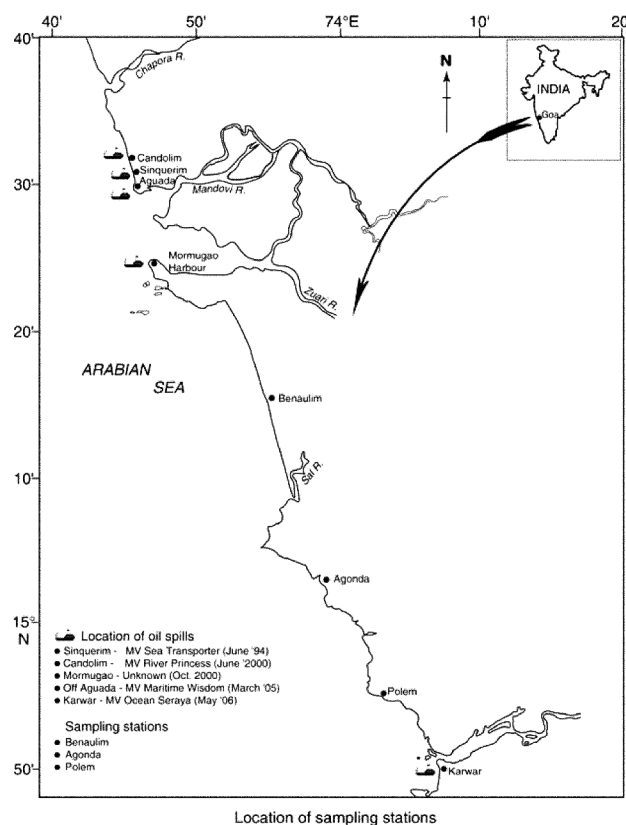 40' 50' 74°E 10' 20
40'
Chapora R.
N
INDIA
Goa
Candolim
Sinquerim
Aguada
30'
Mandovi R.
Mormugao
Harbour
Zuari R.
20'
ARABIAN
SEA
Benaulim
10'
Sal R.
Agonda
15°
N
Location of oil spills
Sinquerim - MV Sea Transporter (June '94)
Candolim - MV River Princess (June '2000)
Mormugao - Unknown (Oct. 2000)
Off Aguada - MV Maritime Wisdom (March '05)
Karwar - MV Ocean Seraya (May '06)
Polem
Sampling stations
Benaulim
Agonda
Polem
50'
Karwar
Location of sampling stations